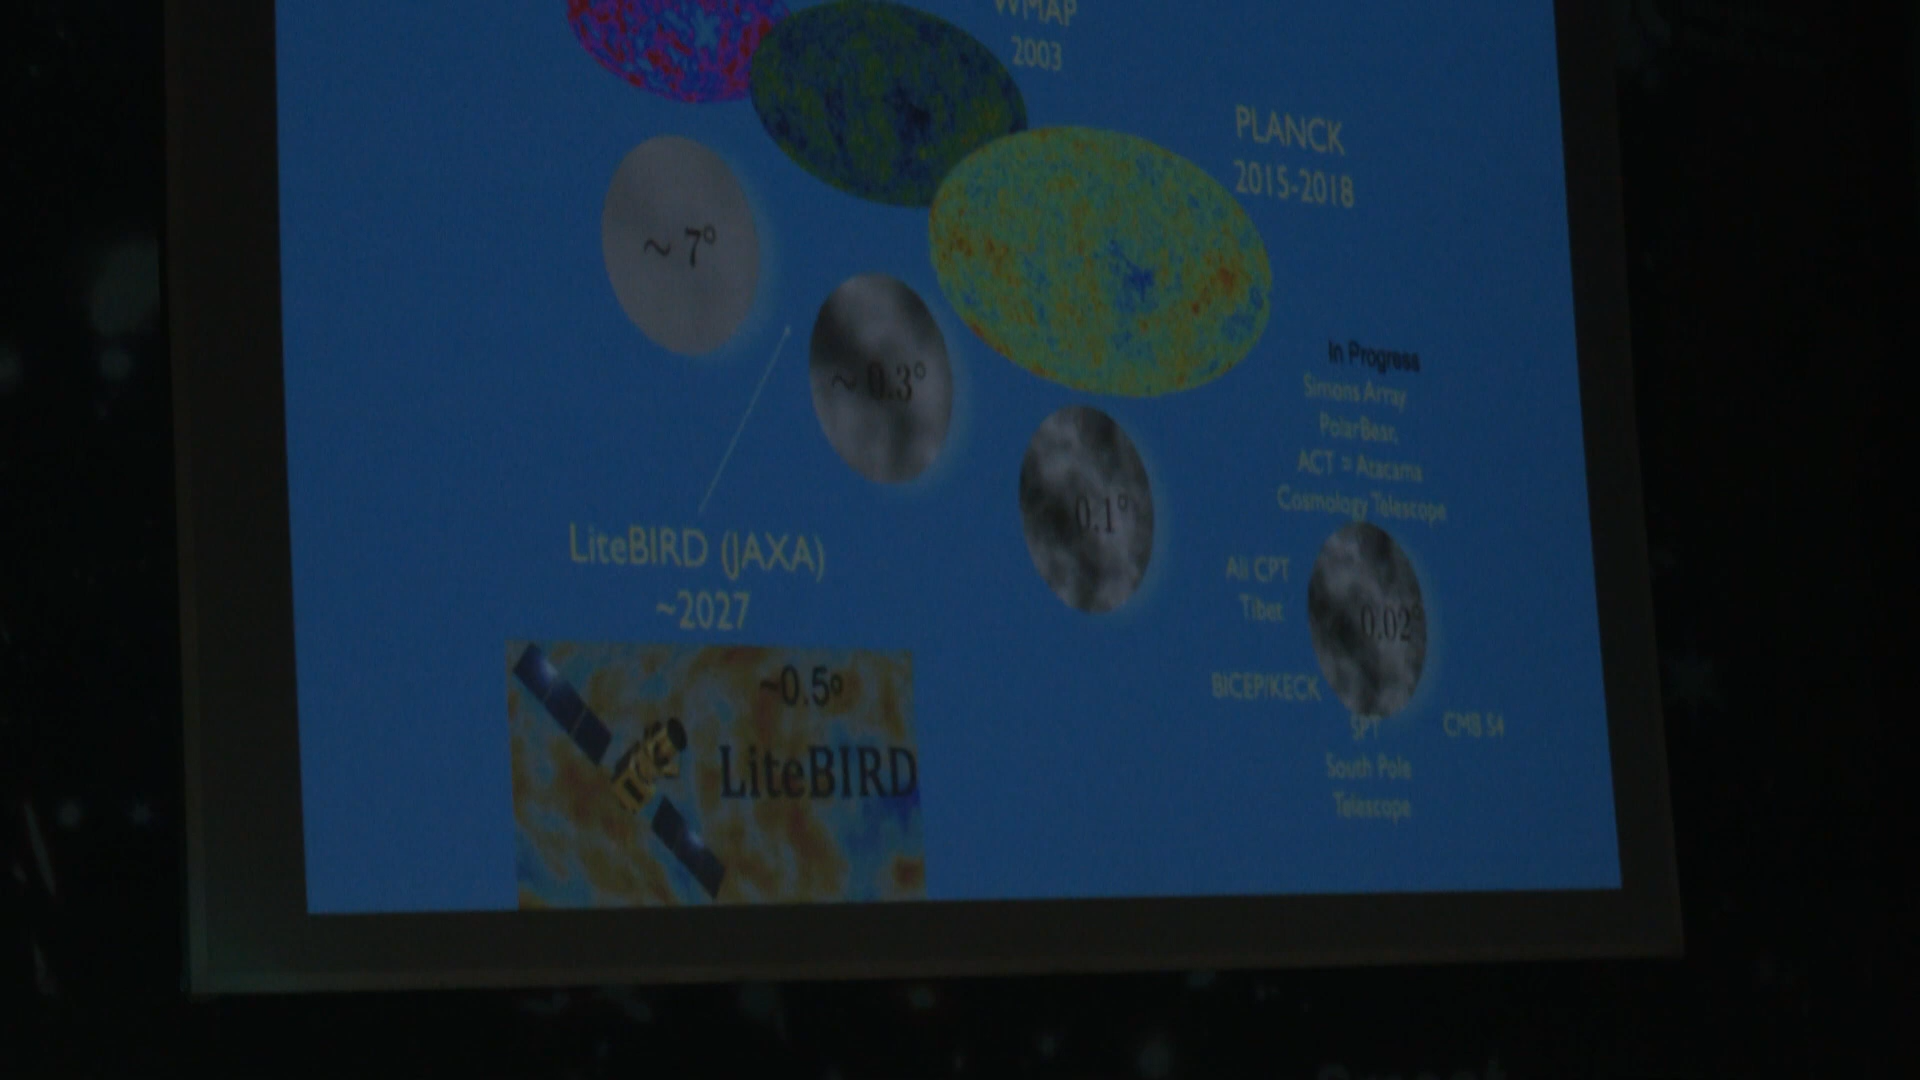 WMAP
2003
PLANCK
2015-2018
~ 7°
~ 0.3°
0.1°
In Progress
Simons Array
PolarBear,
ACT = Atacama
Cosmology Telescope
Ali CPT
Tibet
0.02°
BICEP/KECK
SPT
CMB S4
South Pole
Telescope
LiteBIRD (JAXA)
~2027
~0.5°
LiteBIRD